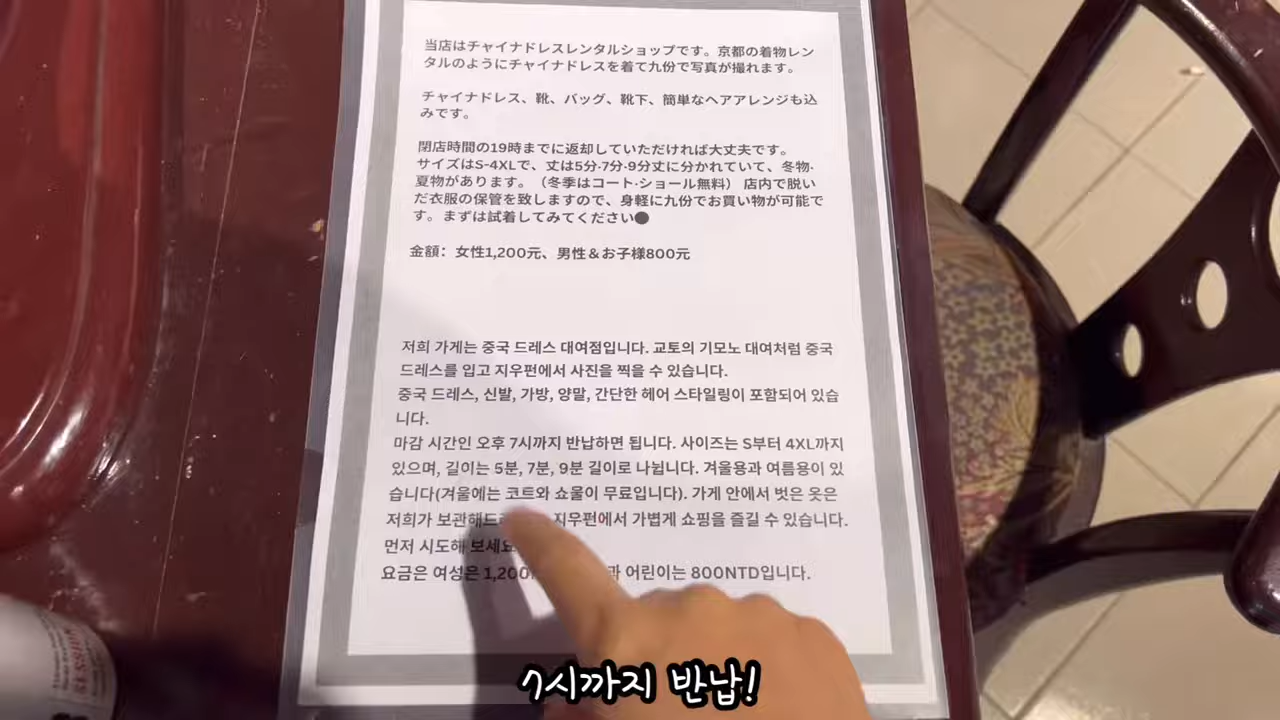 当店はチャイナドレスレンタルショップです。京都の着物レン
タルのようにチャイナドレスを着て九份で写真が撮れます。
チャイナドレス、靴、バッグ、靴下、簡単なヘアアレンジも込
みです。
閉店時間の19時までに返却していただければ大丈夫です。
サイズはS-4XLで、丈は5分·7分·9分丈に分かれていて、冬物·
夏物があります。（冬季はコート·ショール無料） 店内で脱い
だ衣服の保管を致しますので、身軽に九份でお買い物が可能で
す。まずは試着してみてください●
金額：女性1,200元、男性＆お子様800元
저희 가게는 중국 드레스 대여점입니다. 교토의 기모노 대여처럼 중국
드레스를 입고 지우펀에서 사진을 찍을 수 있습니다.
중국 드레스, 신발, 가방, 양말, 간단한 헤어 스타일링이 포함되어 있습
니다.
마감 시간인 오후 7시까지 반납하면 됩니다. 사이즈는 S부터 4XL까지
있으며, 길이는 5분, 7분, 9분 길이로 나뉩니다. 겨울용과 여름용이 있
습니다(겨울에는 코트와 쇼울이 무료입니다). 가게 안에서 벗은 옷은
저희가 지우펀에서 가볍게 쇼핑을 즐길 수 있습니다.
먼저 시도해 보세요
요금은 여성은 1,200 어린이는 800NTD입니다.
7시까지 반납!